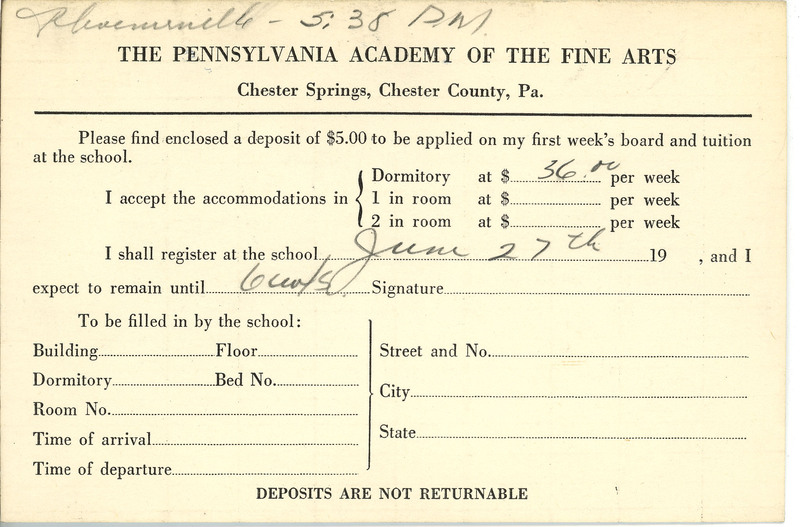 Phoenixville - 5:38 P.M.
THE PENNSYLVANIA ACADEMY OF THE FINE ARTS
Chester Springs, Chester County, Pa.
Please find enclosed a deposit of $5.00 to be applied on my first week's board and tuition
at the school.
Dormitory at $ 36.00 per week
I accept the accommodations in { 1 in room at $ per week
2 in room at $ per week
I shall register at the school June 27th 19 , and I
expect to remain until 6 wks. Signature
To be filled in by the school:
Building Floor
Dormitory Bed No.
Room No.
Time of arrival
Time of departure
Street and No.
City
State
DEPOSITS ARE NOT RETURNABLE